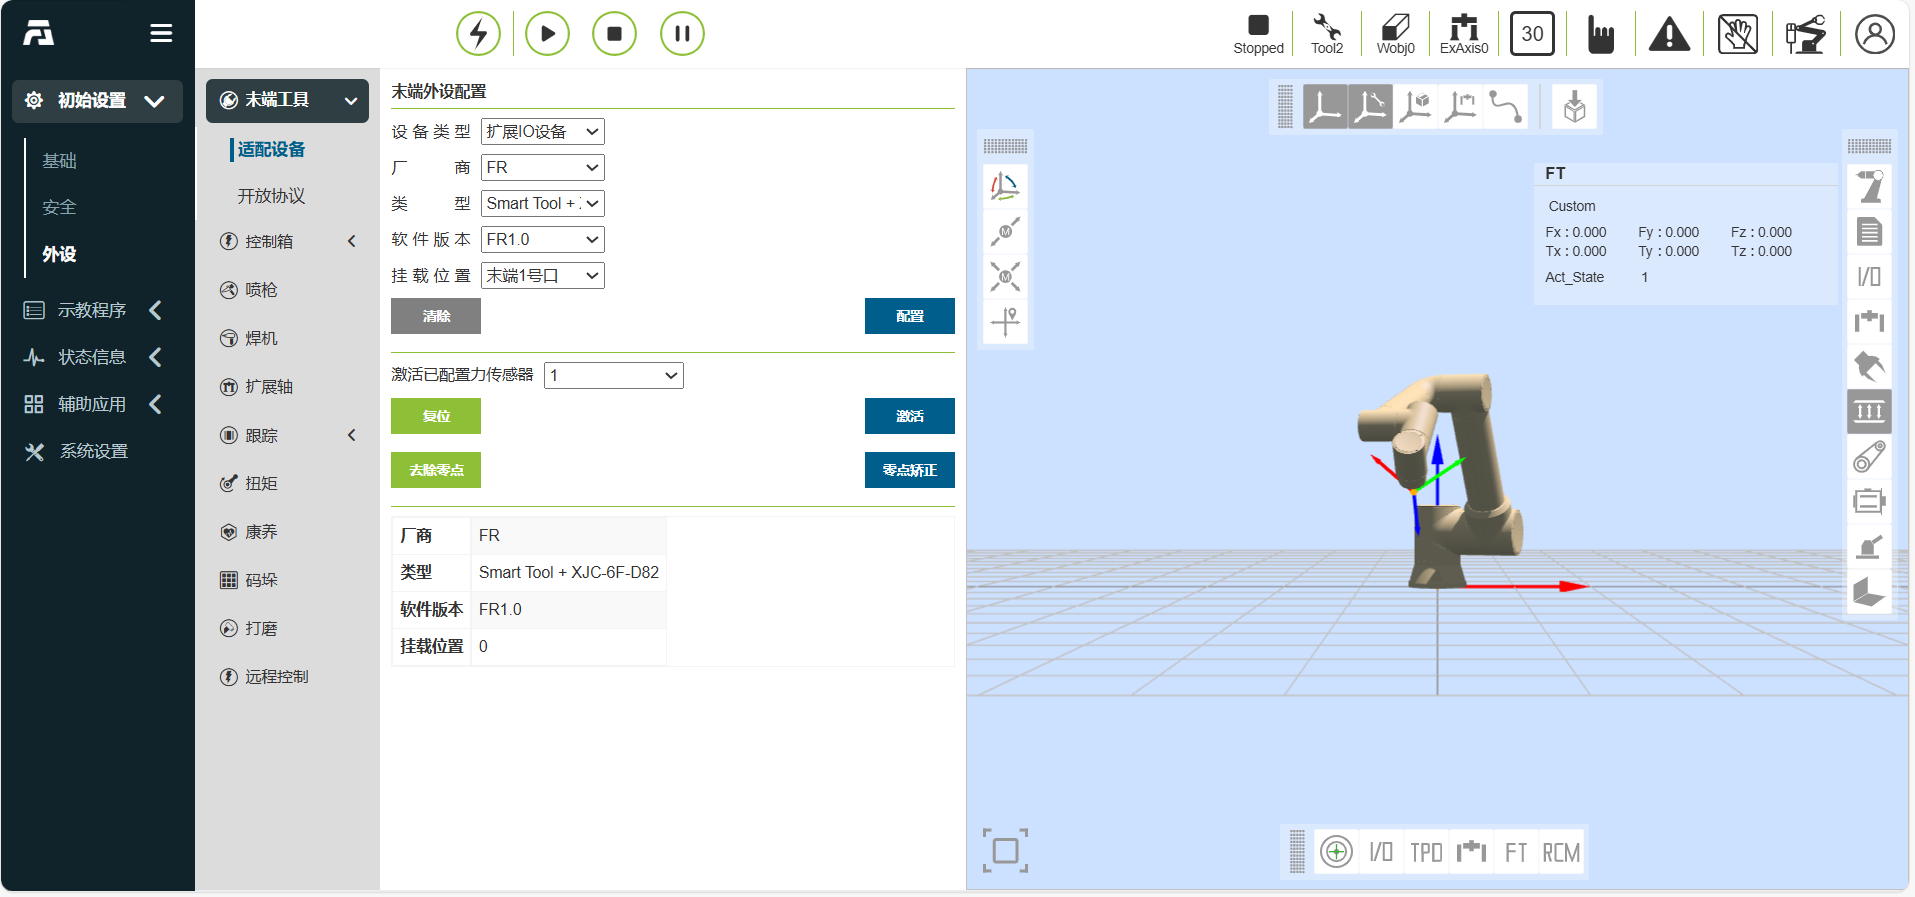 Stopped
Tool2
Wobj0
ExAxis0
30
初始设置
基础
安全
外设
示教程序
状态信息
辅助应用
系统设置
末端工具
适配设备
开放协议
控制箱
喷枪
焊机
扩展轴
跟踪
扭矩
康养
码垛
打磨
远程控制
末端外设配置
设备类型 扩展IO设备
厂商 FR
类型 Smart Tool +
软件版本 FR1.0
挂载位置 末端1号口
清除 配置
激活已配置力传感器 1
复位 激活
去除零点 零点矫正
厂商 FR
类型 Smart Tool + XJC-6F-D82
软件版本 FR1.0
挂载位置 0
FT
Custom
Fx : 0.000 Fy : 0.000 Fz : 0.000
Tx : 0.000 Ty : 0.000 Tz : 0.000
Act_State 1
M
M
I/O
I/O TPD FT RCM